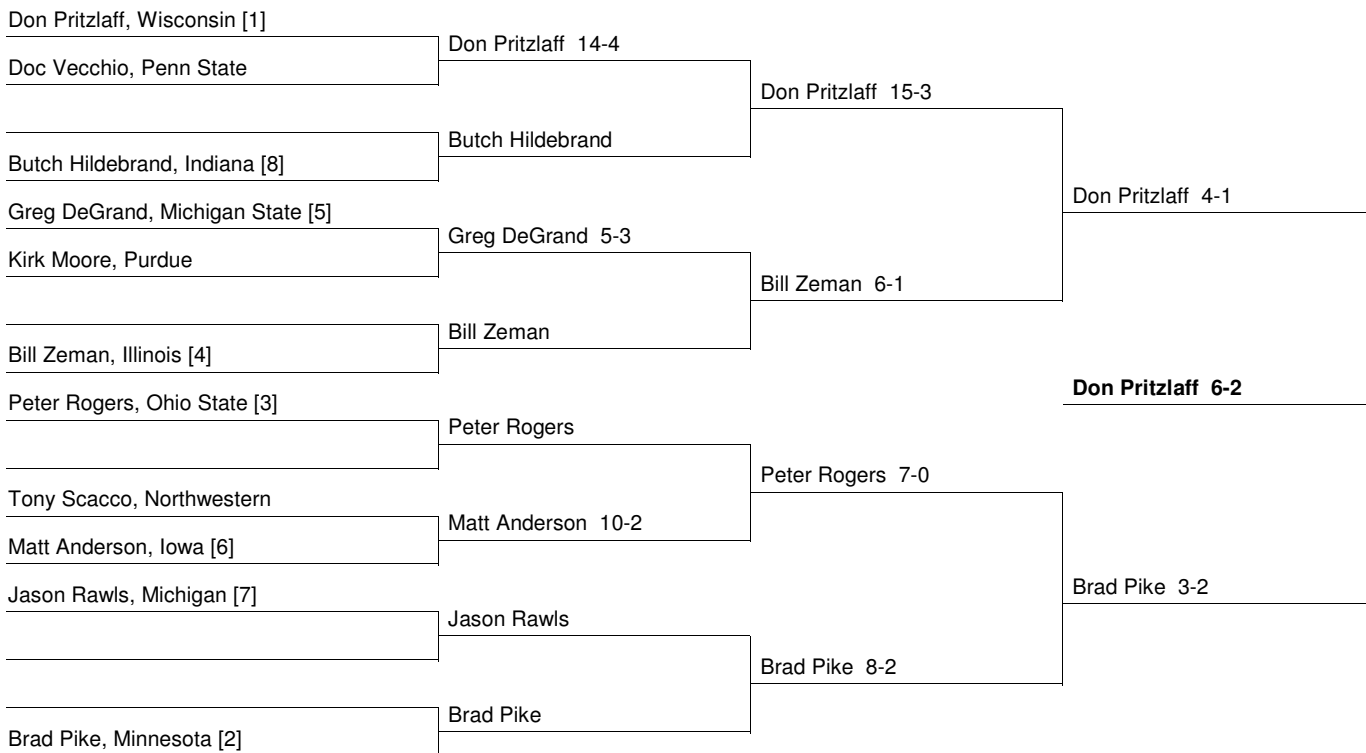 Don Pritzlaff, Wisconsin [1]
Doc Vecchio, Penn State
Butch Hildebrand, Indiana [8]
Greg DeGrand, Michigan State [5]
Kirk Moore, Purdue
Bill Zeman, Illinois [4]
Peter Rogers, Ohio State [3]
Tony Scacco, Northwestern
Matt Anderson, Iowa [6]
Jason Rawls, Michigan [7]
Brad Pike, Minnesota [2]
Don Pritzlaff 14-4
Butch Hildebrand
Greg DeGrand 5-3
Bill Zeman
Peter Rogers
Matt Anderson 10-2
Jason Rawls
Brad Pike
Don Pritzlaff 15-3
Bill Zeman 6-1
Peter Rogers 7-0
Brad Pike 8-2
Don Pritzlaff 4-1
Don Pritzlaff 6-2
Brad Pike 3-2